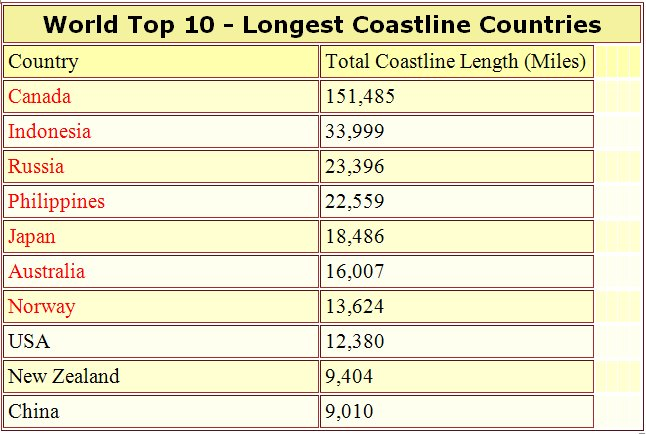 World Top 10 - Longest Coastline Countries
Country Total Coastline Length (Miles)
Canada 151,485
Indonesia 33,999
Russia 23,396
Philippines 22,559
Japan 18,486
Australia 16,007
Norway 13,624
USA 12,380
New Zealand 9,404
China 9,010